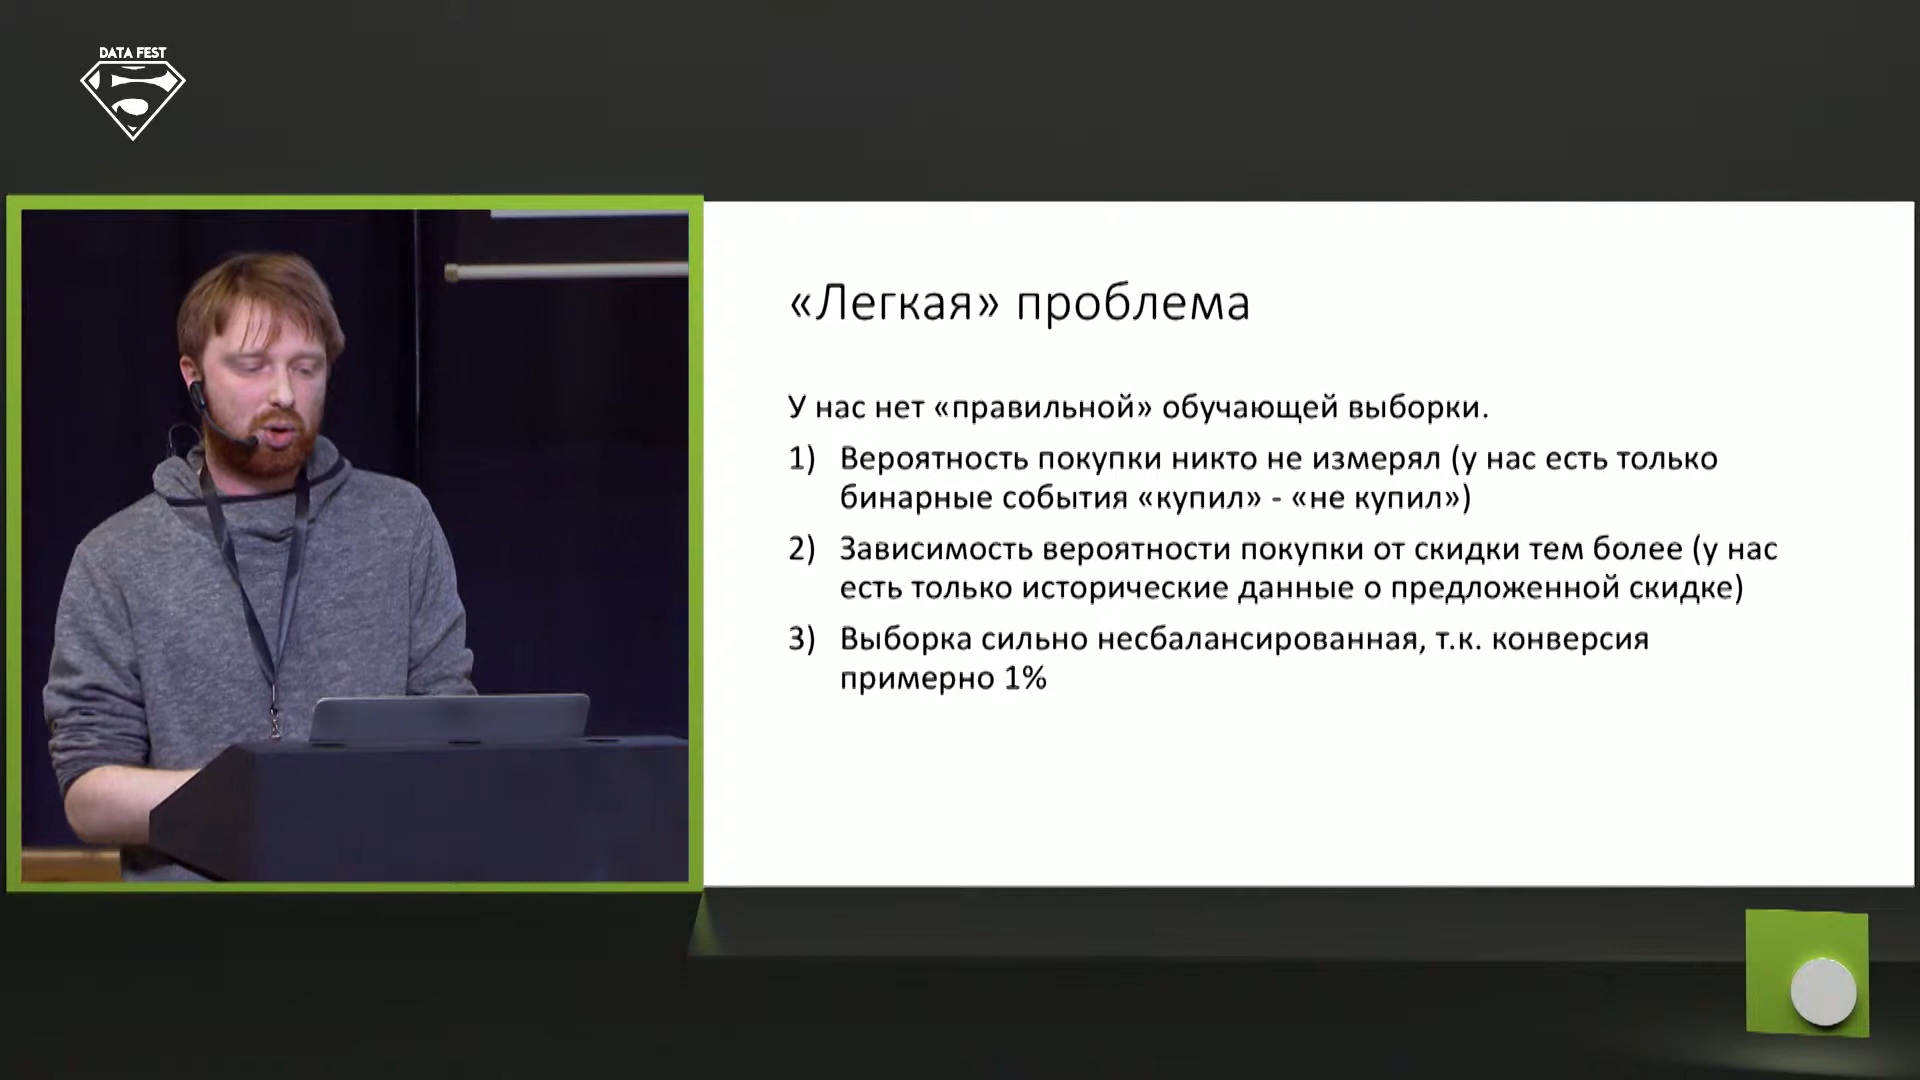 DATA FEST
«Легкая» проблема
У нас нет «правильной» обучающей выборки.
1) Вероятность покупки никто не измерял (у нас есть только
бинарные события «купил» - «не купил»)
2) Зависимость вероятности покупки от скидки тем более (у нас
есть только исторические данные о предложенной скидке)
3) Выборка сильно несбалансированная, т.к. конверсия
примерно 1%